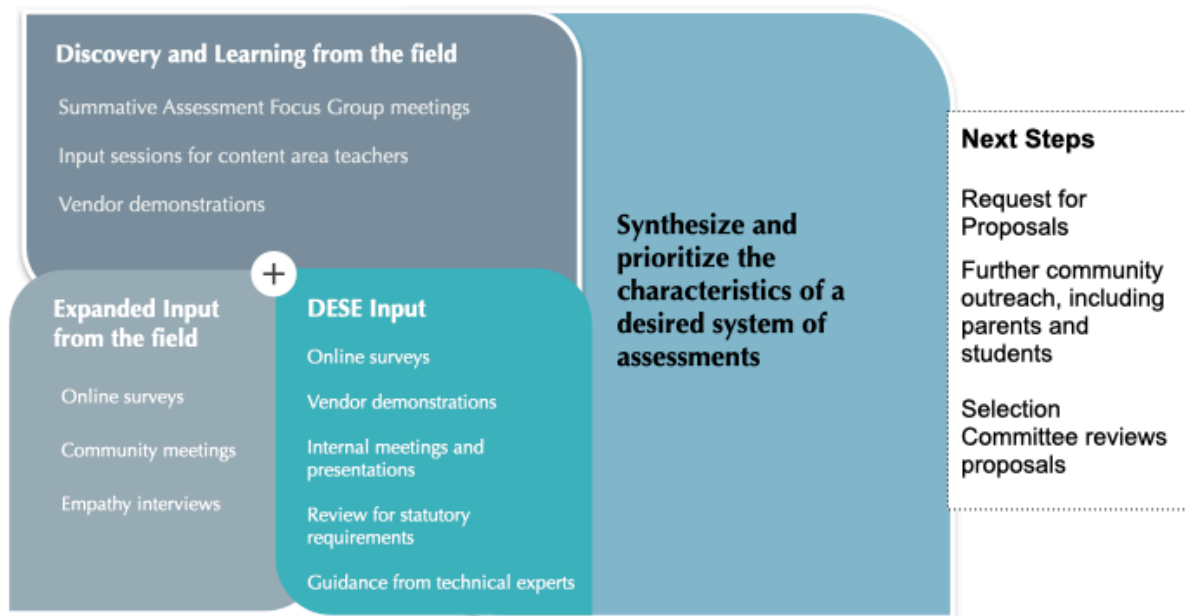 Discovery and Learning from the field
Summative Assessment Focus Group meetings
Input sessions for content area teachers
Vendor demonstrations
+
Expanded Input
from the field
Online surveys
Community meetings
Empathy interviews
DESE Input
Online surveys
Vendor demonstrations
Internal meetings and
presentations
Review for statutory
requirements
Guidance from technical experts
Synthesize and
prioritize the
characteristics of a
desired system of
assessments
Next Steps
Request for
Proposals
Further community
outreach, including
parents and
students
Selection
Committee reviews
proposals